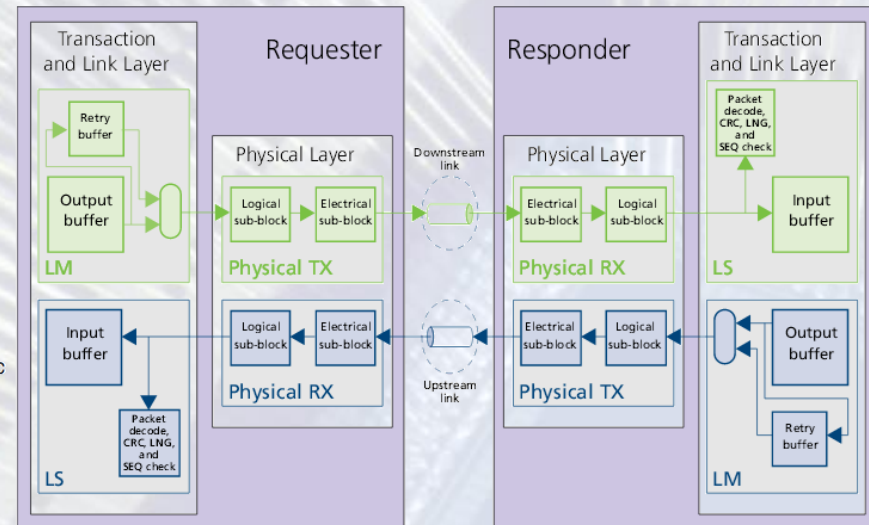 Transaction
and Link Layer
Requester
Responder
Transaction
and Link Layer
Retry
buffer
Output
buffer
LM
Physical Layer
Logical
sub-block
Electrical
sub-block
Physical TX
Downstream
link
Physical Layer
Electrical
sub-block
Logical
sub-block
Physical RX
Packet
decode,
CRC, LNG,
and
SEQ check
Input
buffer
LS
Input
buffer
Packet
decode,
CRC, LNG,
and
SEQ check
LS
Logical
sub-block
Electrical
sub-block
Physical RX
Upstream
link
Electrical
sub-block
Logical
sub-block
Physical TX
Output
buffer
Retry
buffer
LM
c